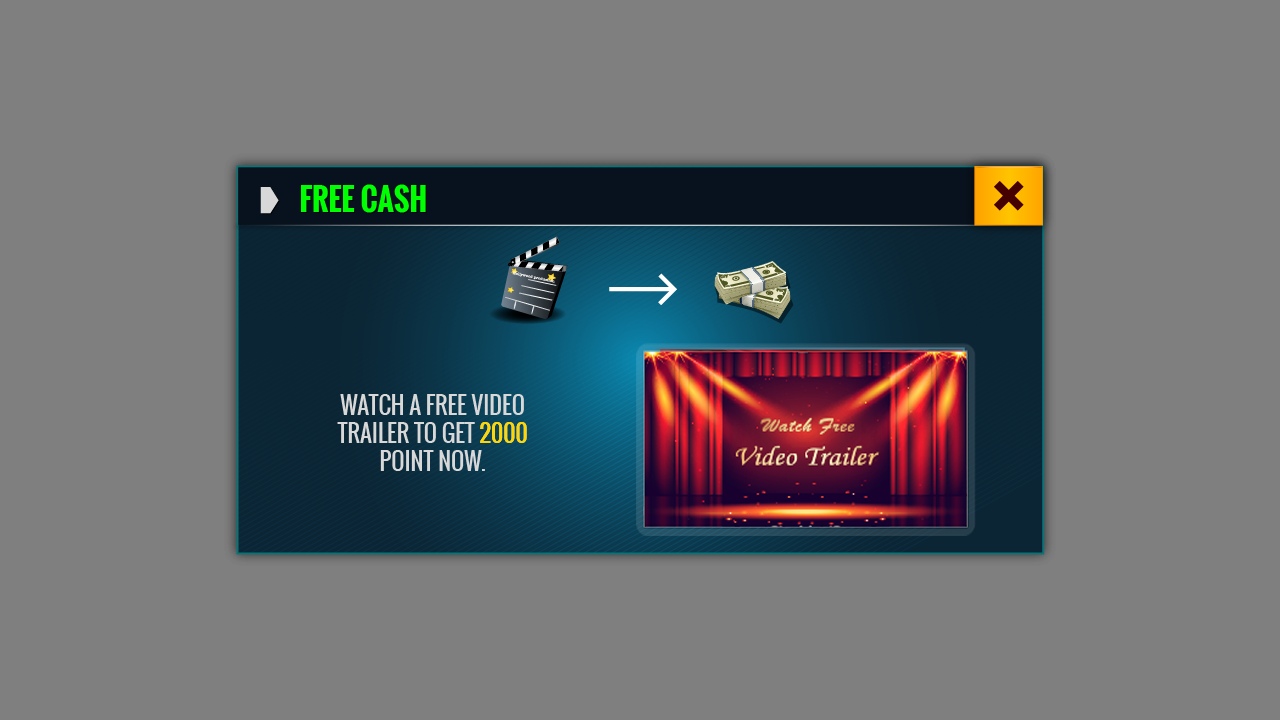 FREE CASH
WATCH A FREE VIDEO
TRAILER TO GET 2000
POINT NOW.
Watch Free
Video Trailer